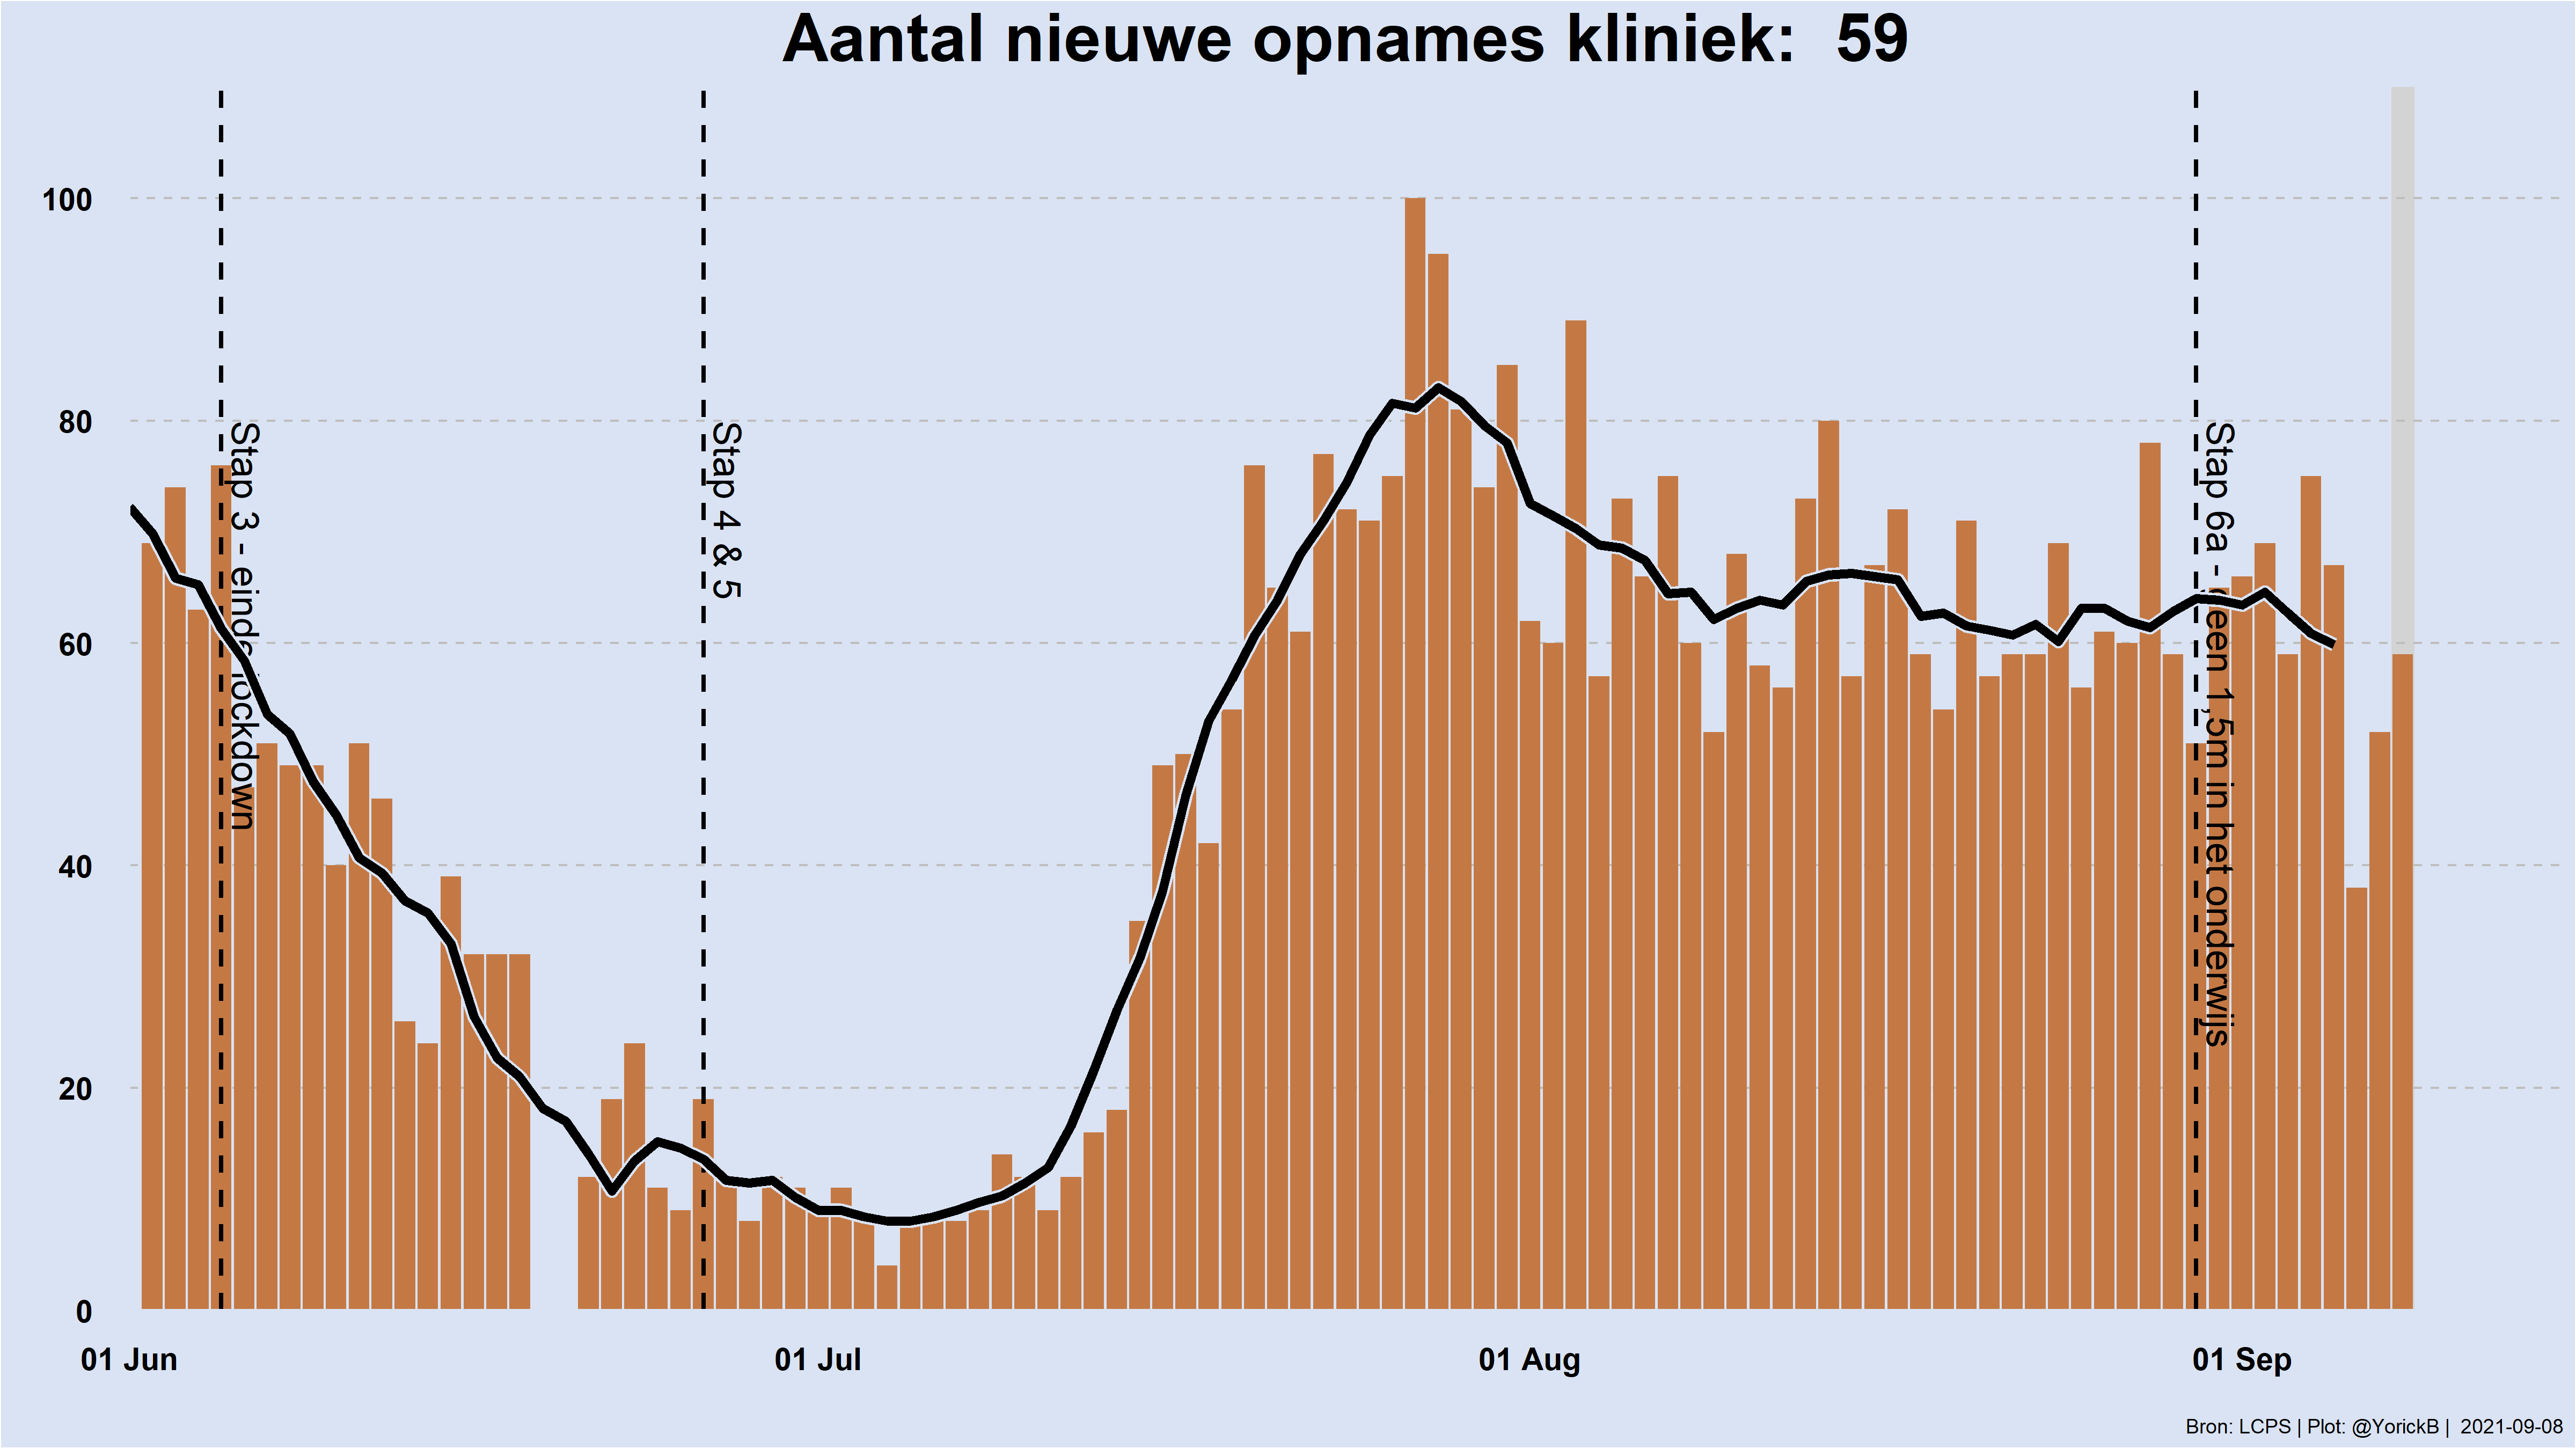 Aantal nieuwe opnames kliniek:  59
100
80
60
40
20
0
Stap 3 - einde lockdown
Stap 4 & 5
Stap 6a - geen 1,5m in het onderwijs
01 Jun
01 Jul
01 Aug
01 Sep
Bron: LCPS | Plot: @YorickB |  2021-09-08